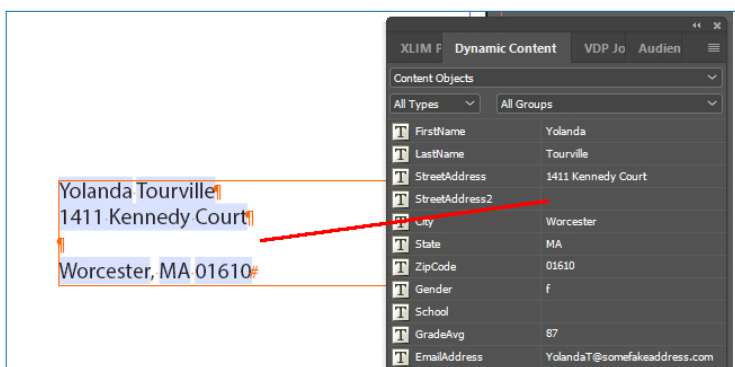 XLIM P Dynamic Content VDP Jo Audien
Content Objects
All Types All Groups
T FirstName Yolanda
T LastName Tourville
T StreetAddress 1411 Kennedy Court
T StreetAddress2
T City Worcester
T State MA
T ZipCode 01610
T Gender f
T School
T GradeAvg 87
T EmailAddress YolandaT@somefakeaddress.com
Yolanda Tourville¶
1411 Kennedy Court¶
¶
Worcester, MA 01610#